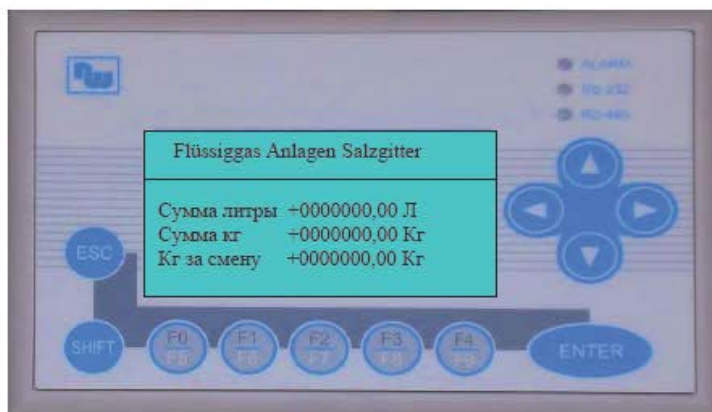 ALARM
RS-232
RS-485
Flüssiggas Anlagen Salzgitter
Сумма литры +0000000,00 Л
Сумма кг +0000000,00 Кг
Кг за смену +0000000,00 Кг
ESC
SHIFT
F0 F1 F2 F3 F4
F5 F6 F7 F8 F9
ENTER